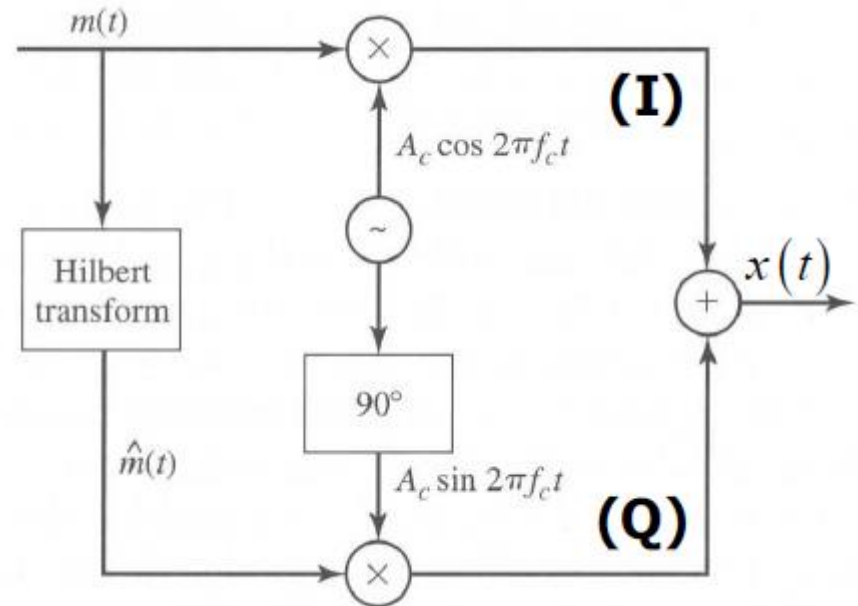 m(t)
×
(I)
A_c cos 2πf_c t
~
Hilbert
transform
x(t)
+
90°
m̂(t)
A_c sin 2πf_c t
(Q)
×